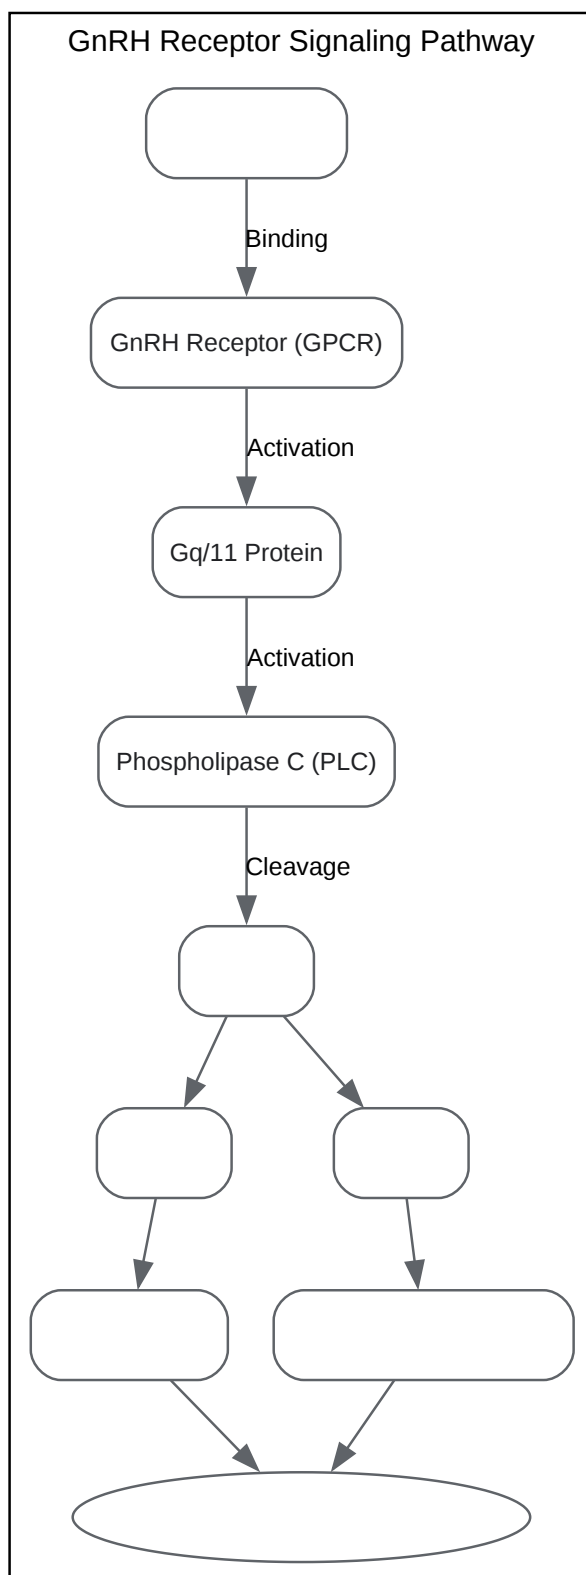 GnRH Receptor Signaling Pathway
Binding
GnRH Receptor (GPCR)
Activation
Gq/11 Protein
Activation
Phospholipase C (PLC)
Cleavage